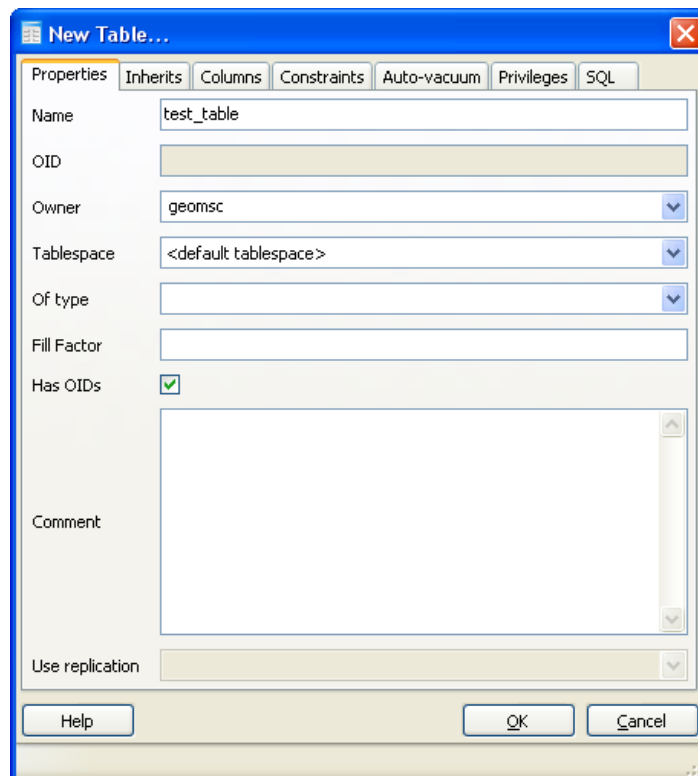 New Table...
Properties Inherits Columns Constraints Auto-vacuum Privileges SQL
Name test_table
OID
Owner geomsc
Tablespace <default tablespace>
Of type
Fill Factor
Has OIDs
Comment
Use replication
Help OK Cancel